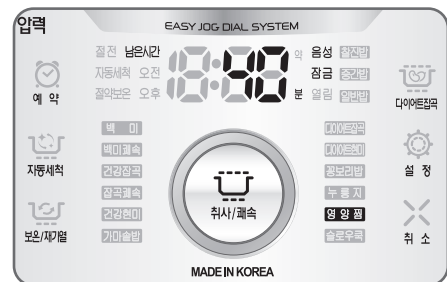 압력
EASY JOG DIAL SYSTEM
절전 남은시간
자동세척 오전
절약보온 오후
40
약
분
음성 찰진밥
잠금 중간밥
열림 일반밥
예 약
자동세척
보온/재가열
백 미
백미쾌속
건강잡곡
잡곡쾌속
건강현미
가마솥밥
취사/쾌속
다이어트잡곡
다이어트현미
콩보리밥
누룽지
영양찜
슬로우쿡
다이어트잡곡
설 정
취 소
MADE IN KOREA